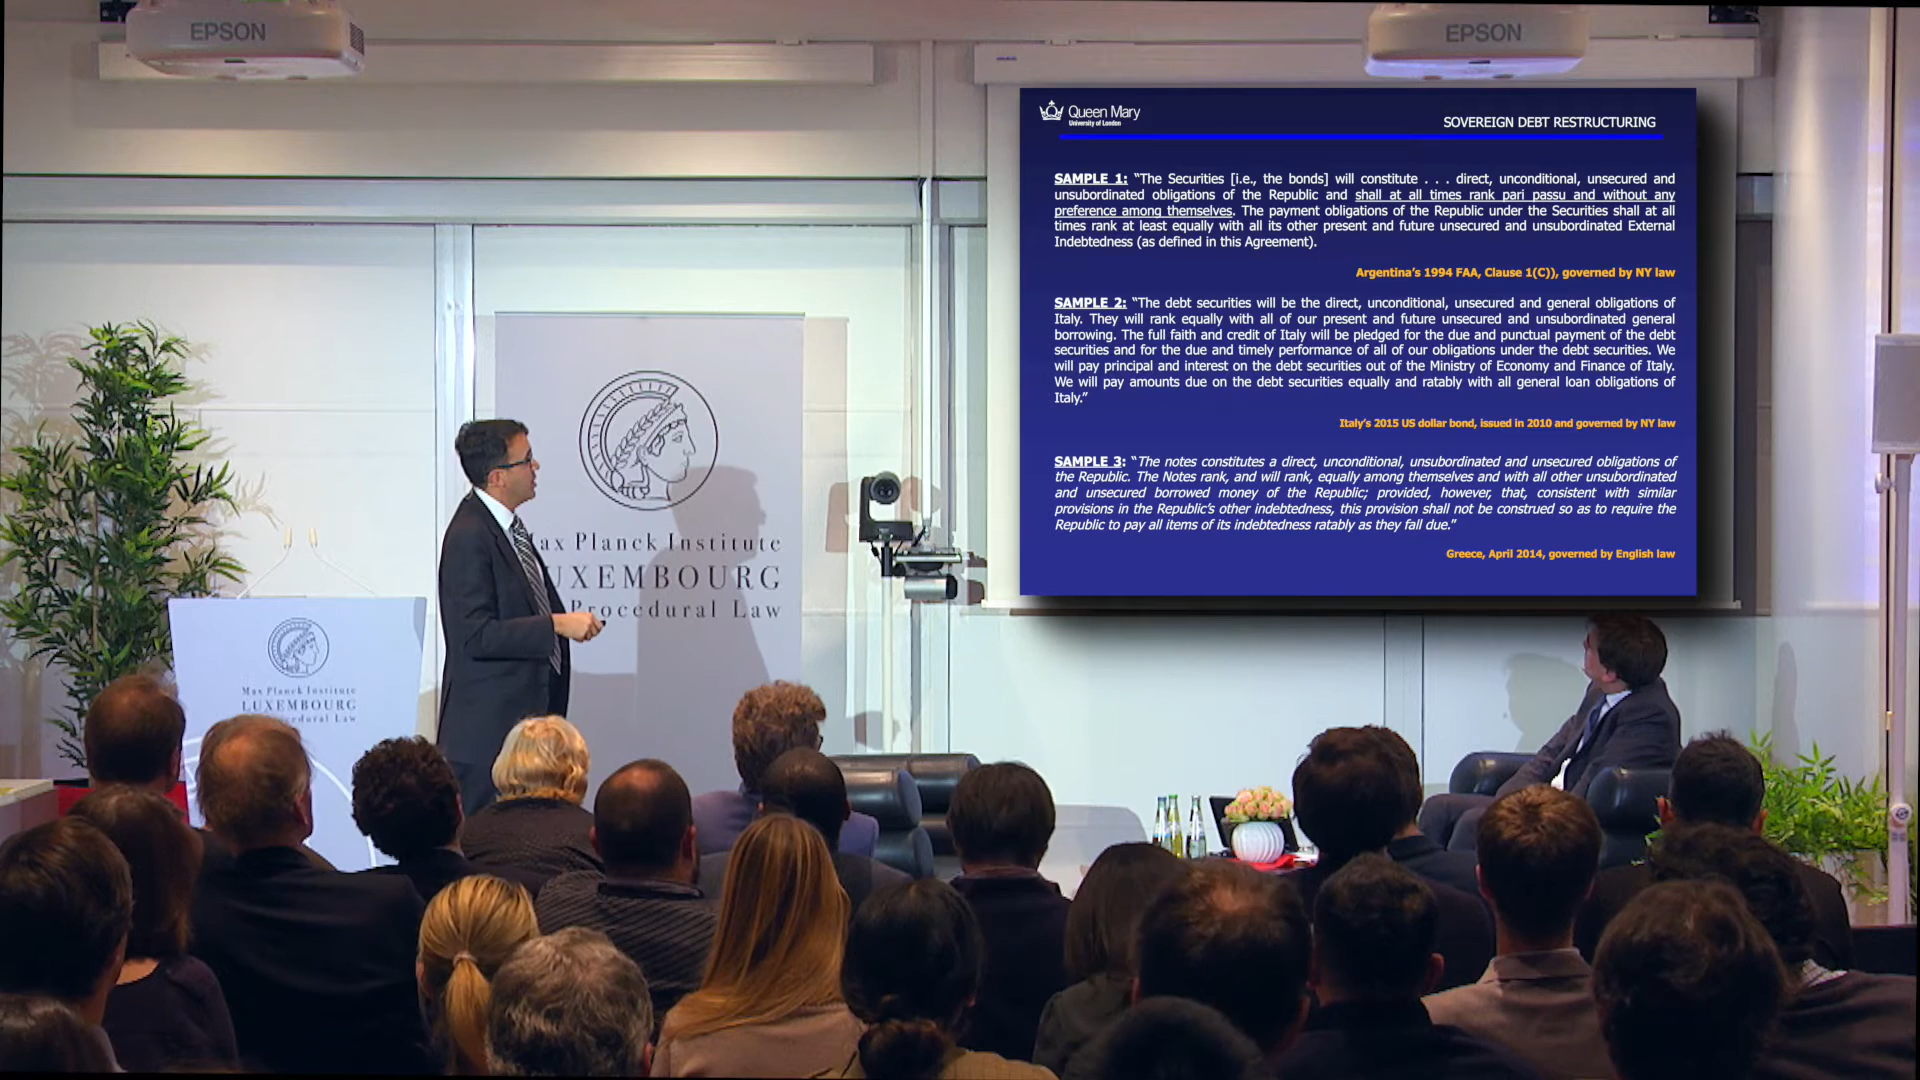 EPSON
EPSON
Queen Mary
University of London
SOVEREIGN DEBT RESTRUCTURING
SAMPLE 1: “The Securities [i.e., the bonds] will constitute . . . direct, unconditional, unsecured and
unsubordinated obligations of the Republic and shall at all times rank pari passu and without any
preference among themselves. The payment obligations of the Republic under the Securities shall at all
times rank at least equally with all its other present and future unsecured and unsubordinated External
Indebtedness (as defined in this Agreement).
Argentina’s 1994 FAA, Clause 1(C)), governed by NY law
SAMPLE 2: “The debt securities will be the direct, unconditional, unsecured and general obligations of
Italy. They will rank equally with all of our present and future unsecured and unsubordinated general
borrowing. The full faith and credit of Italy will be pledged for the due and punctual payment of the debt
securities and for the due and timely performance of all of our obligations under the debt securities. We
will pay principal and interest on the debt securities out of the Ministry of Economy and Finance of Italy.
We will pay amounts due on the debt securities equally and ratably with all general loan obligations of
Italy.”
Italy’s 2015 US dollar bond, issued in 2010 and governed by NY law
SAMPLE 3: “The notes constitutes a direct, unconditional, unsubordinated and unsecured obligations of
the Republic. The Notes rank, and will rank, equally among themselves and with all other unsubordinated
and unsecured borrowed money of the Republic; provided, however, that, consistent with similar
provisions in the Republic’s other indebtedness, this provision shall not be construed so as to require the
Republic to pay all items of its indebtedness ratably as they fall due.”
Greece, April 2014, governed by English law
ax Planck Institute
UXEMBOURG
Procedural Law
Max Planck Institute
LUXEMBOURG
cedural Law